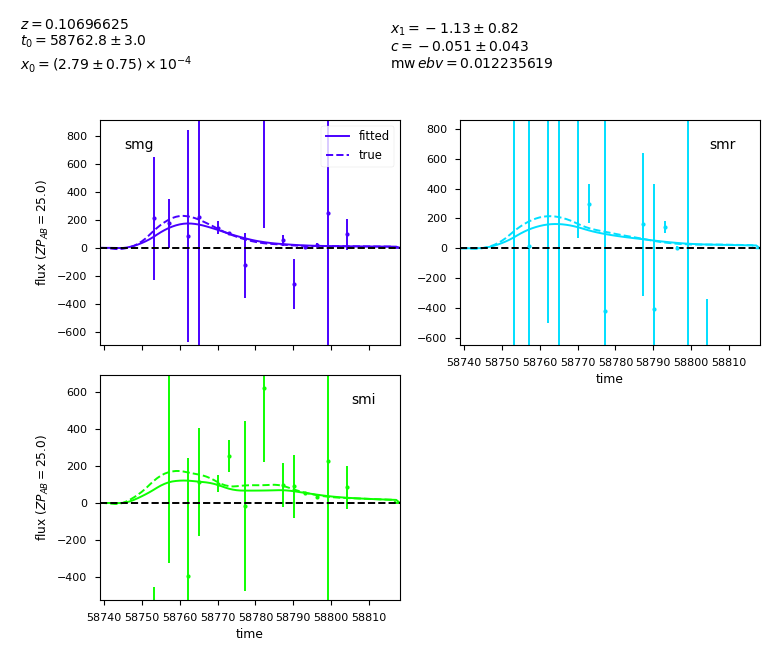 z = 0.10696625
t₀ = 58762.8 ± 3.0
x₀ = (2.79 ± 0.75) × 10⁻⁴
x₁ = −1.13 ± 0.82
c = −0.051 ± 0.043
mw ebv = 0.012235619
smg
fitted
true
800
600
400
200
0
−200
−400
−600
flux (ZP_AB = 25.0)
smr
800
600
400
200
0
−200
−400
−600
58740 58750 58760 58770 58780 58790 58800 58810
time
smi
600
400
200
0
−200
−400
flux (ZP_AB = 25.0)
58740 58750 58760 58770 58780 58790 58800 58810
time